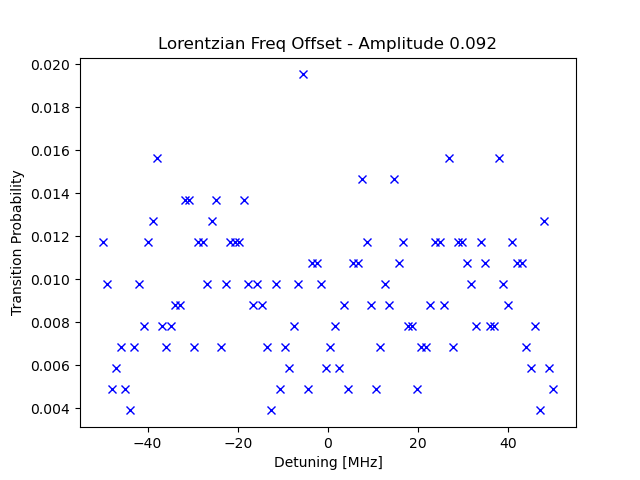 Lorentzian Freq Offset - Amplitude 0.092
Transition Probability
0.020
0.018
0.016
0.014
0.012
0.010
0.008
0.006
0.004
−40 −20 0 20 40
Detuning [MHz]